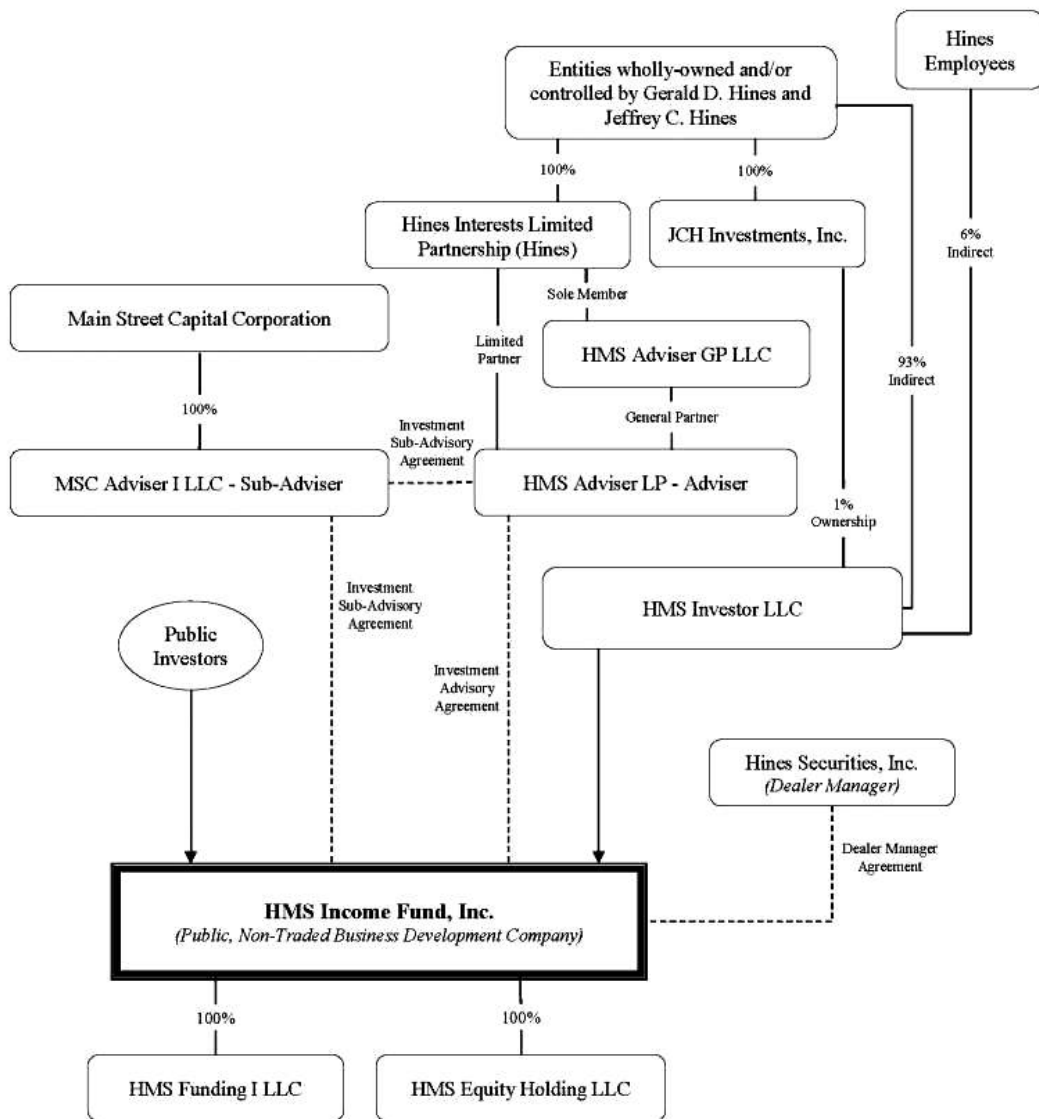 Hines
Employees
Entities wholly-owned and/or
controlled by Gerald D. Hines and
Jeffrey C. Hines
100%
100%
Hines Interests Limited
Partnership (Hines)
JCH Investments, Inc.
6%
Indirect
Sole Member
Main Street Capital Corporation
Limited
Partner
HMS Adviser GP LLC
93%
Indirect
100%
General Partner
Investment
Sub-Advisory
Agreement
MSC Adviser I LLC - Sub-Adviser
HMS Adviser LP - Adviser
1%
Ownership
Investment
Sub-Advisory
Agreement
HMS Investor LLC
Public
Investors
Investment
Advisory
Agreement
Hines Securities, Inc.
(Dealer Manager)
Dealer Manager
Agreement
HMS Income Fund, Inc.
(Public, Non-Traded Business Development Company)
100%
100%
HMS Funding I LLC
HMS Equity Holding LLC